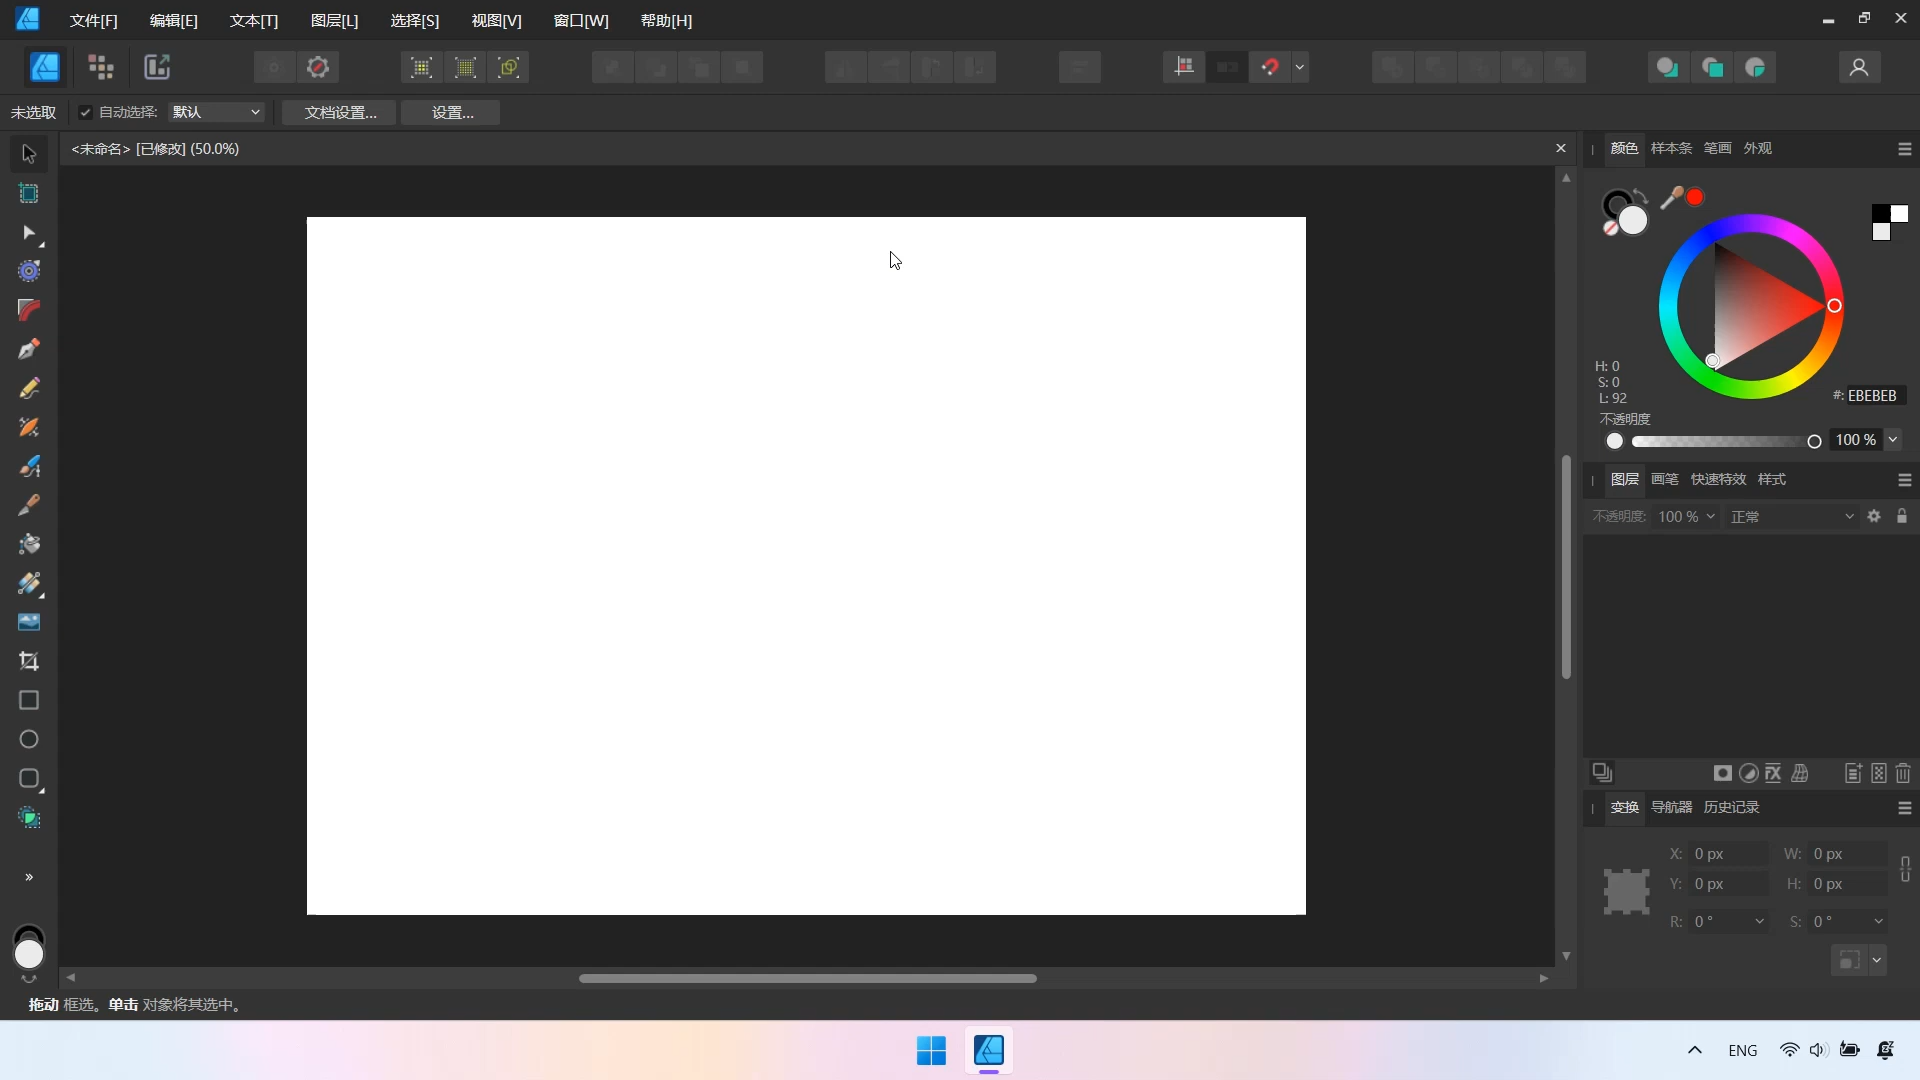 文件[F] 编辑[E] 文本[T] 图层[L] 选择[S] 视图[V] 窗口[W] 帮助[H]
未选取 自动选择: 默认 文档设置... 设置...
<未命名> [已修改] (50.0%)
颜色 样本条 笔画 外观
H: 0
S: 0
L: 92
#: EBEBEB
不透明度
100 %
图层 画笔 快速特效 样式
不透明度: 100 % 正常
变换 导航器 历史记录
X: 0 px W: 0 px
Y: 0 px H: 0 px
R: 0 ° S: 0 °
拖动 框选。单击 对象将其选中。
ENG